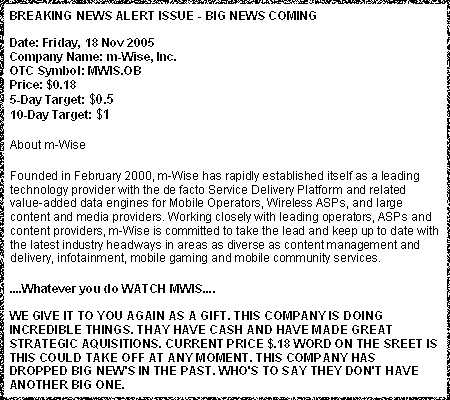 BREAKING NEWS ALERT ISSUE - BIG NEWS COMING
Date: Friday, 18 Nov 2005
Company Name: m-Wise, Inc.
OTC Symbol: MWIS.OB
Price: $0.18
5-Day Target: $0.5
10-Day Target: $1
About m-Wise
Founded in February 2000, m-Wise has rapidly established itself as a leading
technology provider with the de facto Service Delivery Platform and related
value-added data engines for Mobile Operators, Wireless ASPs, and large
content and media providers. Working closely with leading operators, ASPs and
content providers, m-Wise is committed to take the lead and keep up to date with
the latest industry headways in areas as diverse as content management and
delivery, infotainment, mobile gaming and mobile community services.
....Whatever you do WATCH MWIS....
WE GIVE IT TO YOU AGAIN AS A GIFT. THIS COMPANY IS DOING
INCREDIBLE THINGS. THAY HAVE CASH AND HAVE MADE GREAT
STRATEGIC AQUISITIONS. CURRENT PRICE $.18 WORD ON THE SREET IS
THIS COULD TAKE OFF AT ANY MOMENT. THIS COMPANY HAS
DROPPED BIG NEW'S IN THE PAST. WHO'S TO SAY THEY DON'T HAVE
ANOTHER BIG ONE.